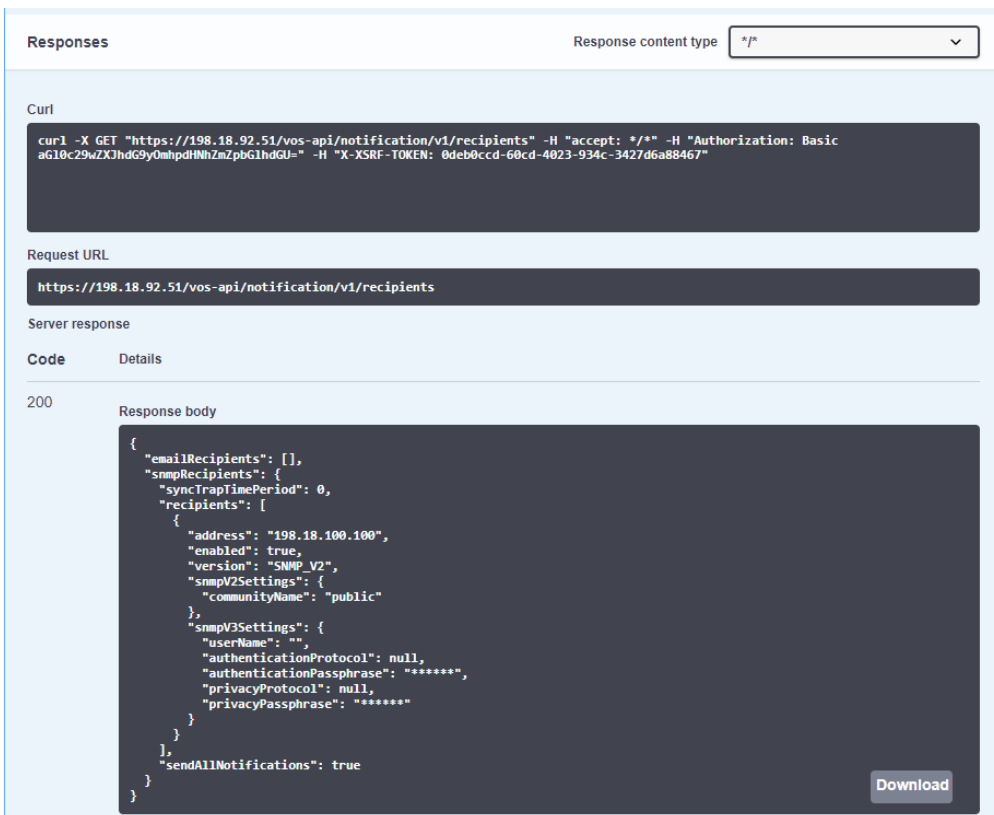 Responses
Response content type
*/*
Curl
curl -X GET "https://198.18.92.51/vos-api/notification/v1/recipients" -H "accept: */*" -H "Authorization: Basic
aGl0c29wZXJhdG9yOmhpdHNhZmZpbGlhdGU=" -H "X-XSRF-TOKEN: 0deb0ccd-60cd-4023-934c-3427d6a88467"
Request URL
https://198.18.92.51/vos-api/notification/v1/recipients
Server response
Code Details
200
Response body
{
  "emailRecipients": [],
  "snmpRecipients": {
    "syncTrapTimePeriod": 0,
    "recipients": [
      {
        "address": "198.18.100.100",
        "enabled": true,
        "version": "SNMP_V2",
        "snmpV2Settings": {
          "communityName": "public"
        },
        "snmpV3Settings": {
          "userName": "",
          "authenticationProtocol": null,
          "authenticationPassphrase": "******",
          "privacyProtocol": null,
          "privacyPassphrase": "******"
        }
      }
    ],
    "sendAllNotifications": true
  }
}
Download